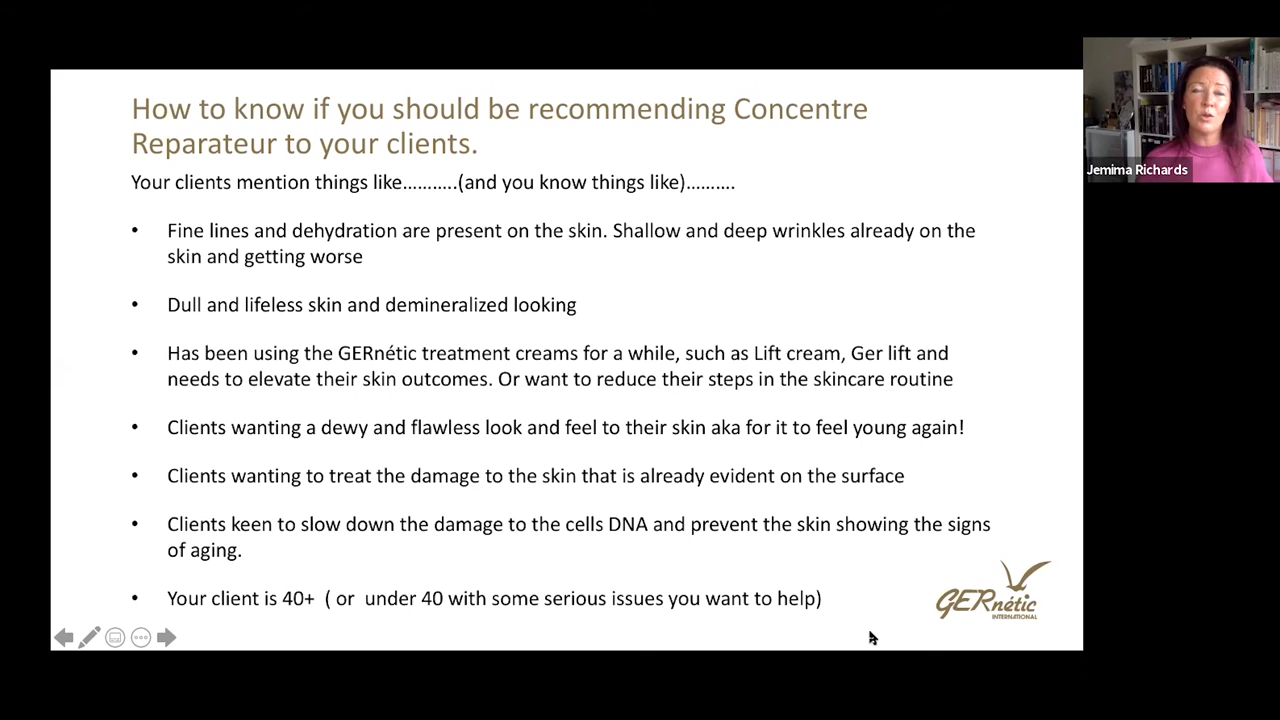 How to know if you should be recommending Concentre
Reparateur to your clients.
Your clients mention things like...........(and you know things like)..........
• Fine lines and dehydration are present on the skin. Shallow and deep wrinkles already on the
skin and getting worse
• Dull and lifeless skin and demineralized looking
• Has been using the GERnétic treatment creams for a while, such as Lift cream, Ger lift and
needs to elevate their skin outcomes. Or want to reduce their steps in the skincare routine
• Clients wanting a dewy and flawless look and feel to their skin aka for it to feel young again!
• Clients wanting to treat the damage to the skin that is already evident on the surface
• Clients keen to slow down the damage to the cells DNA and prevent the skin showing the signs
of aging.
• Your client is 40+  ( or  under 40 with some serious issues you want to help)
GERnétic
INTERNATIONAL
Jemima Richards